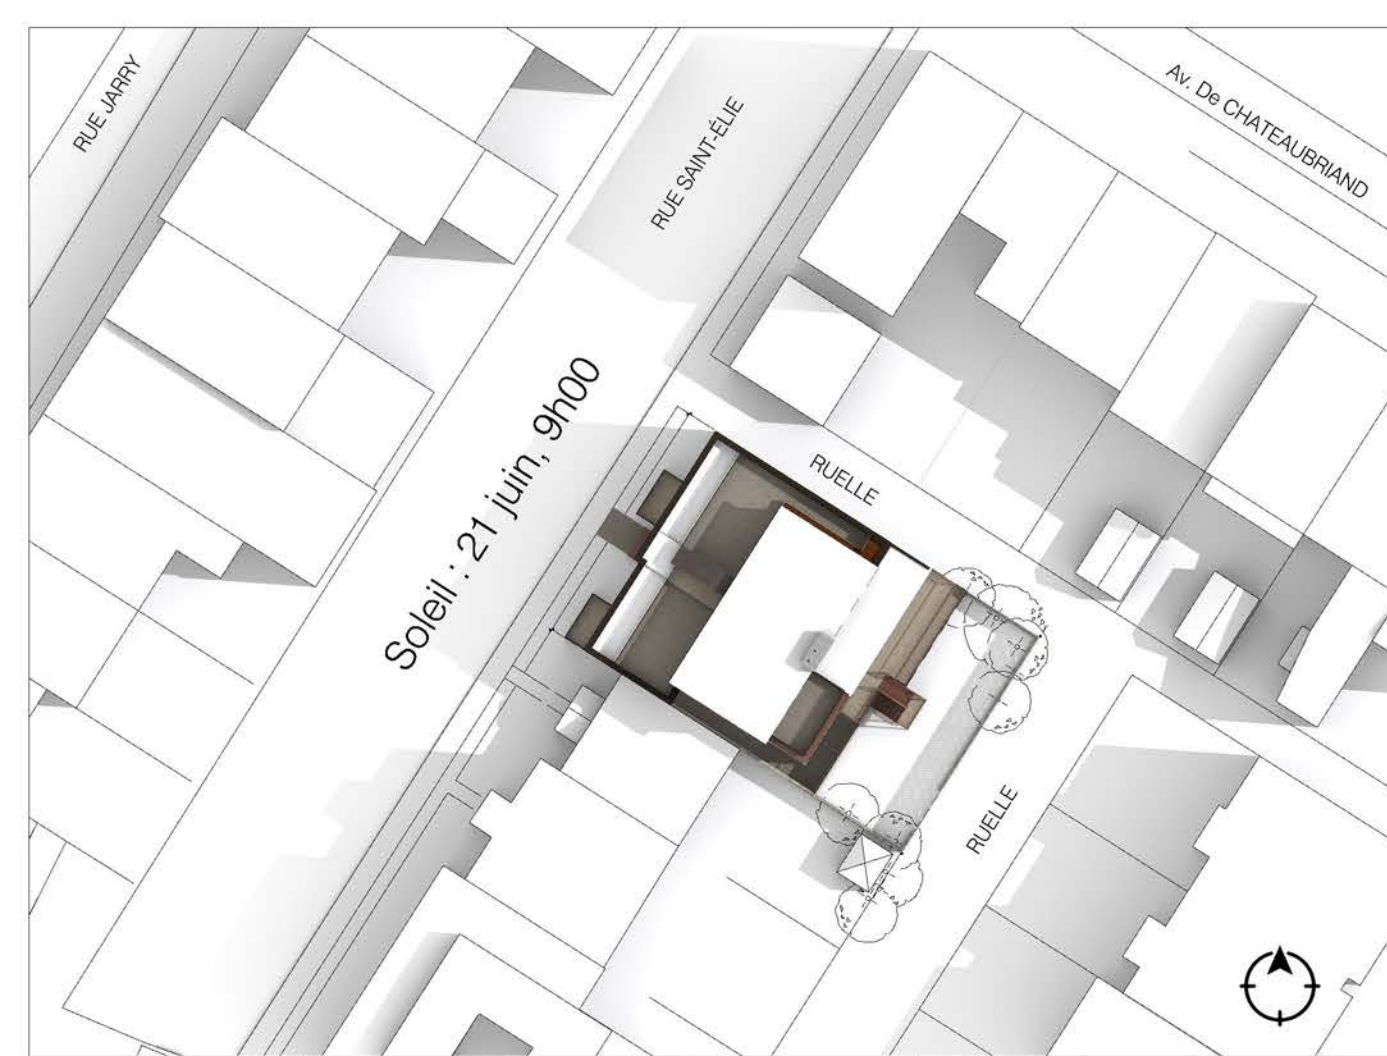 RUE JARRY
RUE SAINT-ÉLIE
Av. De CHATEAUBRIAND
Soleil : 21 juin, 9h00
RUELLE
RUELLE